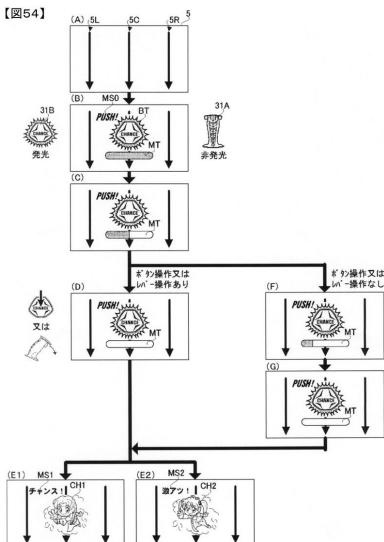 【図54】
5
(A) 5L 5C 5R
(B) MS0
PUSH! BT
31B
CHANCE
CHANCE
31A
MT
発光
非発光
(C)
CHANCE
MT
ボタン操作又は
レバー操作あり
ボタン操作又は
レバー操作なし
(D)
PUSH!
CHANCE
MT
又は
(F)
PUSH!
CHANCE
MT
(G)
PUSH!
CHANCE
MT
(E1) MS1
チャンス! CH1
(E2) MS2
激アツ! CH2